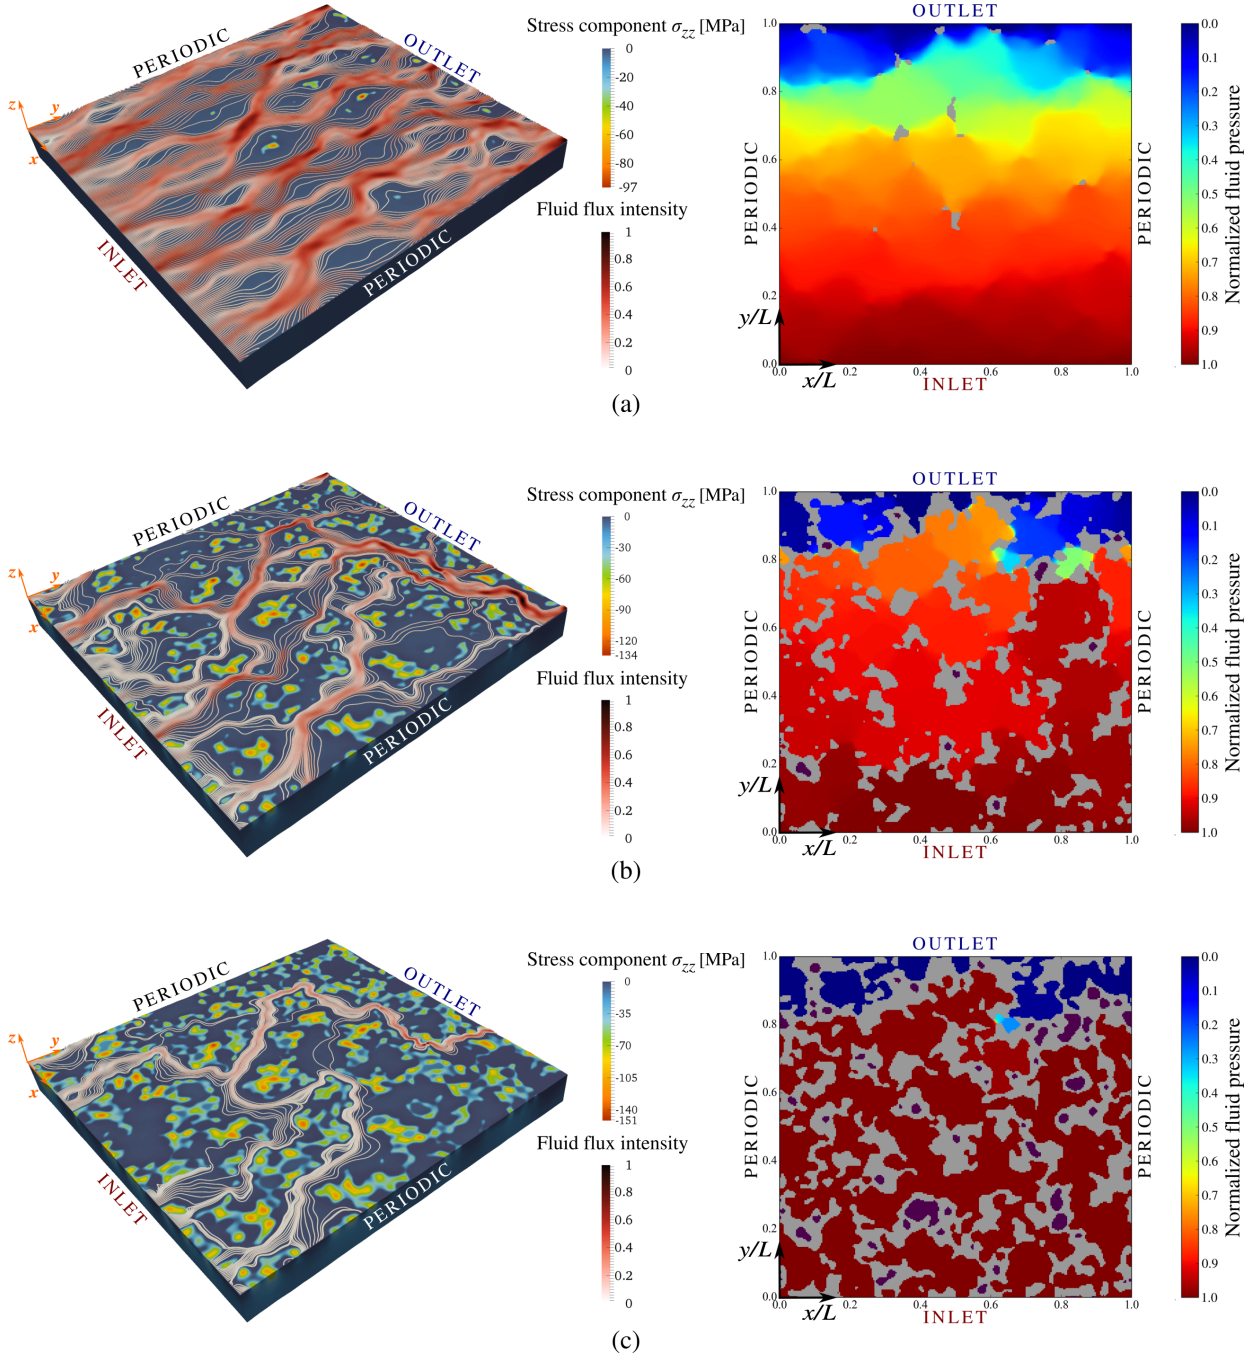 PERIODIC
OUTLET
z
y
x
INLET
PERIODIC
Stress component σzz [MPa]
0
-40
-60
-80
-97
Fluid flux intensity
1
0.8
0.6
0.4
0.2
0
OUTLET
1.0
0.8
0.6
0.4
0.2
0.0
PERIODIC
y/L
x/L
0.0 0.2 0.4 0.6 0.8 1.0
INLET
PERIODIC
0.0
0.1
0.2
0.3
0.4
0.5
0.6
0.7
0.8
0.9
1.0
Normalized fluid pressure
(a)
PERIODIC
OUTLET
z
y
x
INLET
PERIODIC
Stress component σzz [MPa]
0
-30
-60
-90
-120
-134
Fluid flux intensity
1
0.8
0.6
0.4
0.2
0
OUTLET
1.0
0.8
0.6
0.4
0.2
0.0
PERIODIC
y/L
x/L
0.0 0.2 0.4 0.6 0.8 1.0
INLET
PERIODIC
0.0
0.1
0.2
0.3
0.4
0.5
0.6
0.7
0.8
0.9
1.0
Normalized fluid pressure
(b)
PERIODIC
OUTLET
z
y
x
INLET
PERIODIC
Stress component σzz [MPa]
0
-35
-70
-105
-140
-151
Fluid flux intensity
1
0.8
0.6
0.4
0.2
0
OUTLET
1.0
0.8
0.6
0.4
0.2
0.0
PERIODIC
y/L
x/L
0.0 0.2 0.4 0.6 0.8 1.0
INLET
PERIODIC
0.0
0.1
0.2
0.3
0.4
0.5
0.6
0.7
0.8
0.9
1.0
Normalized fluid pressure
(c)